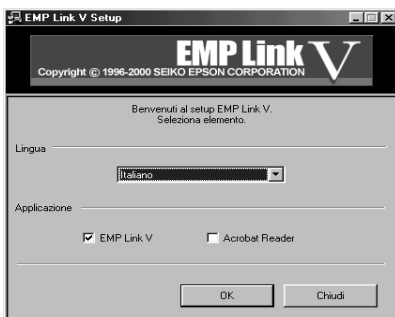 EMP Link V Setup
EMP Link V
Copyright © 1996-2000 SEIKO EPSON CORPORATION
Benvenuti al setup EMP Link V.
Seleziona elemento.
Lingua
Italiano
Applicazione
EMP Link V
Acrobat Reader
OK
Chiudi